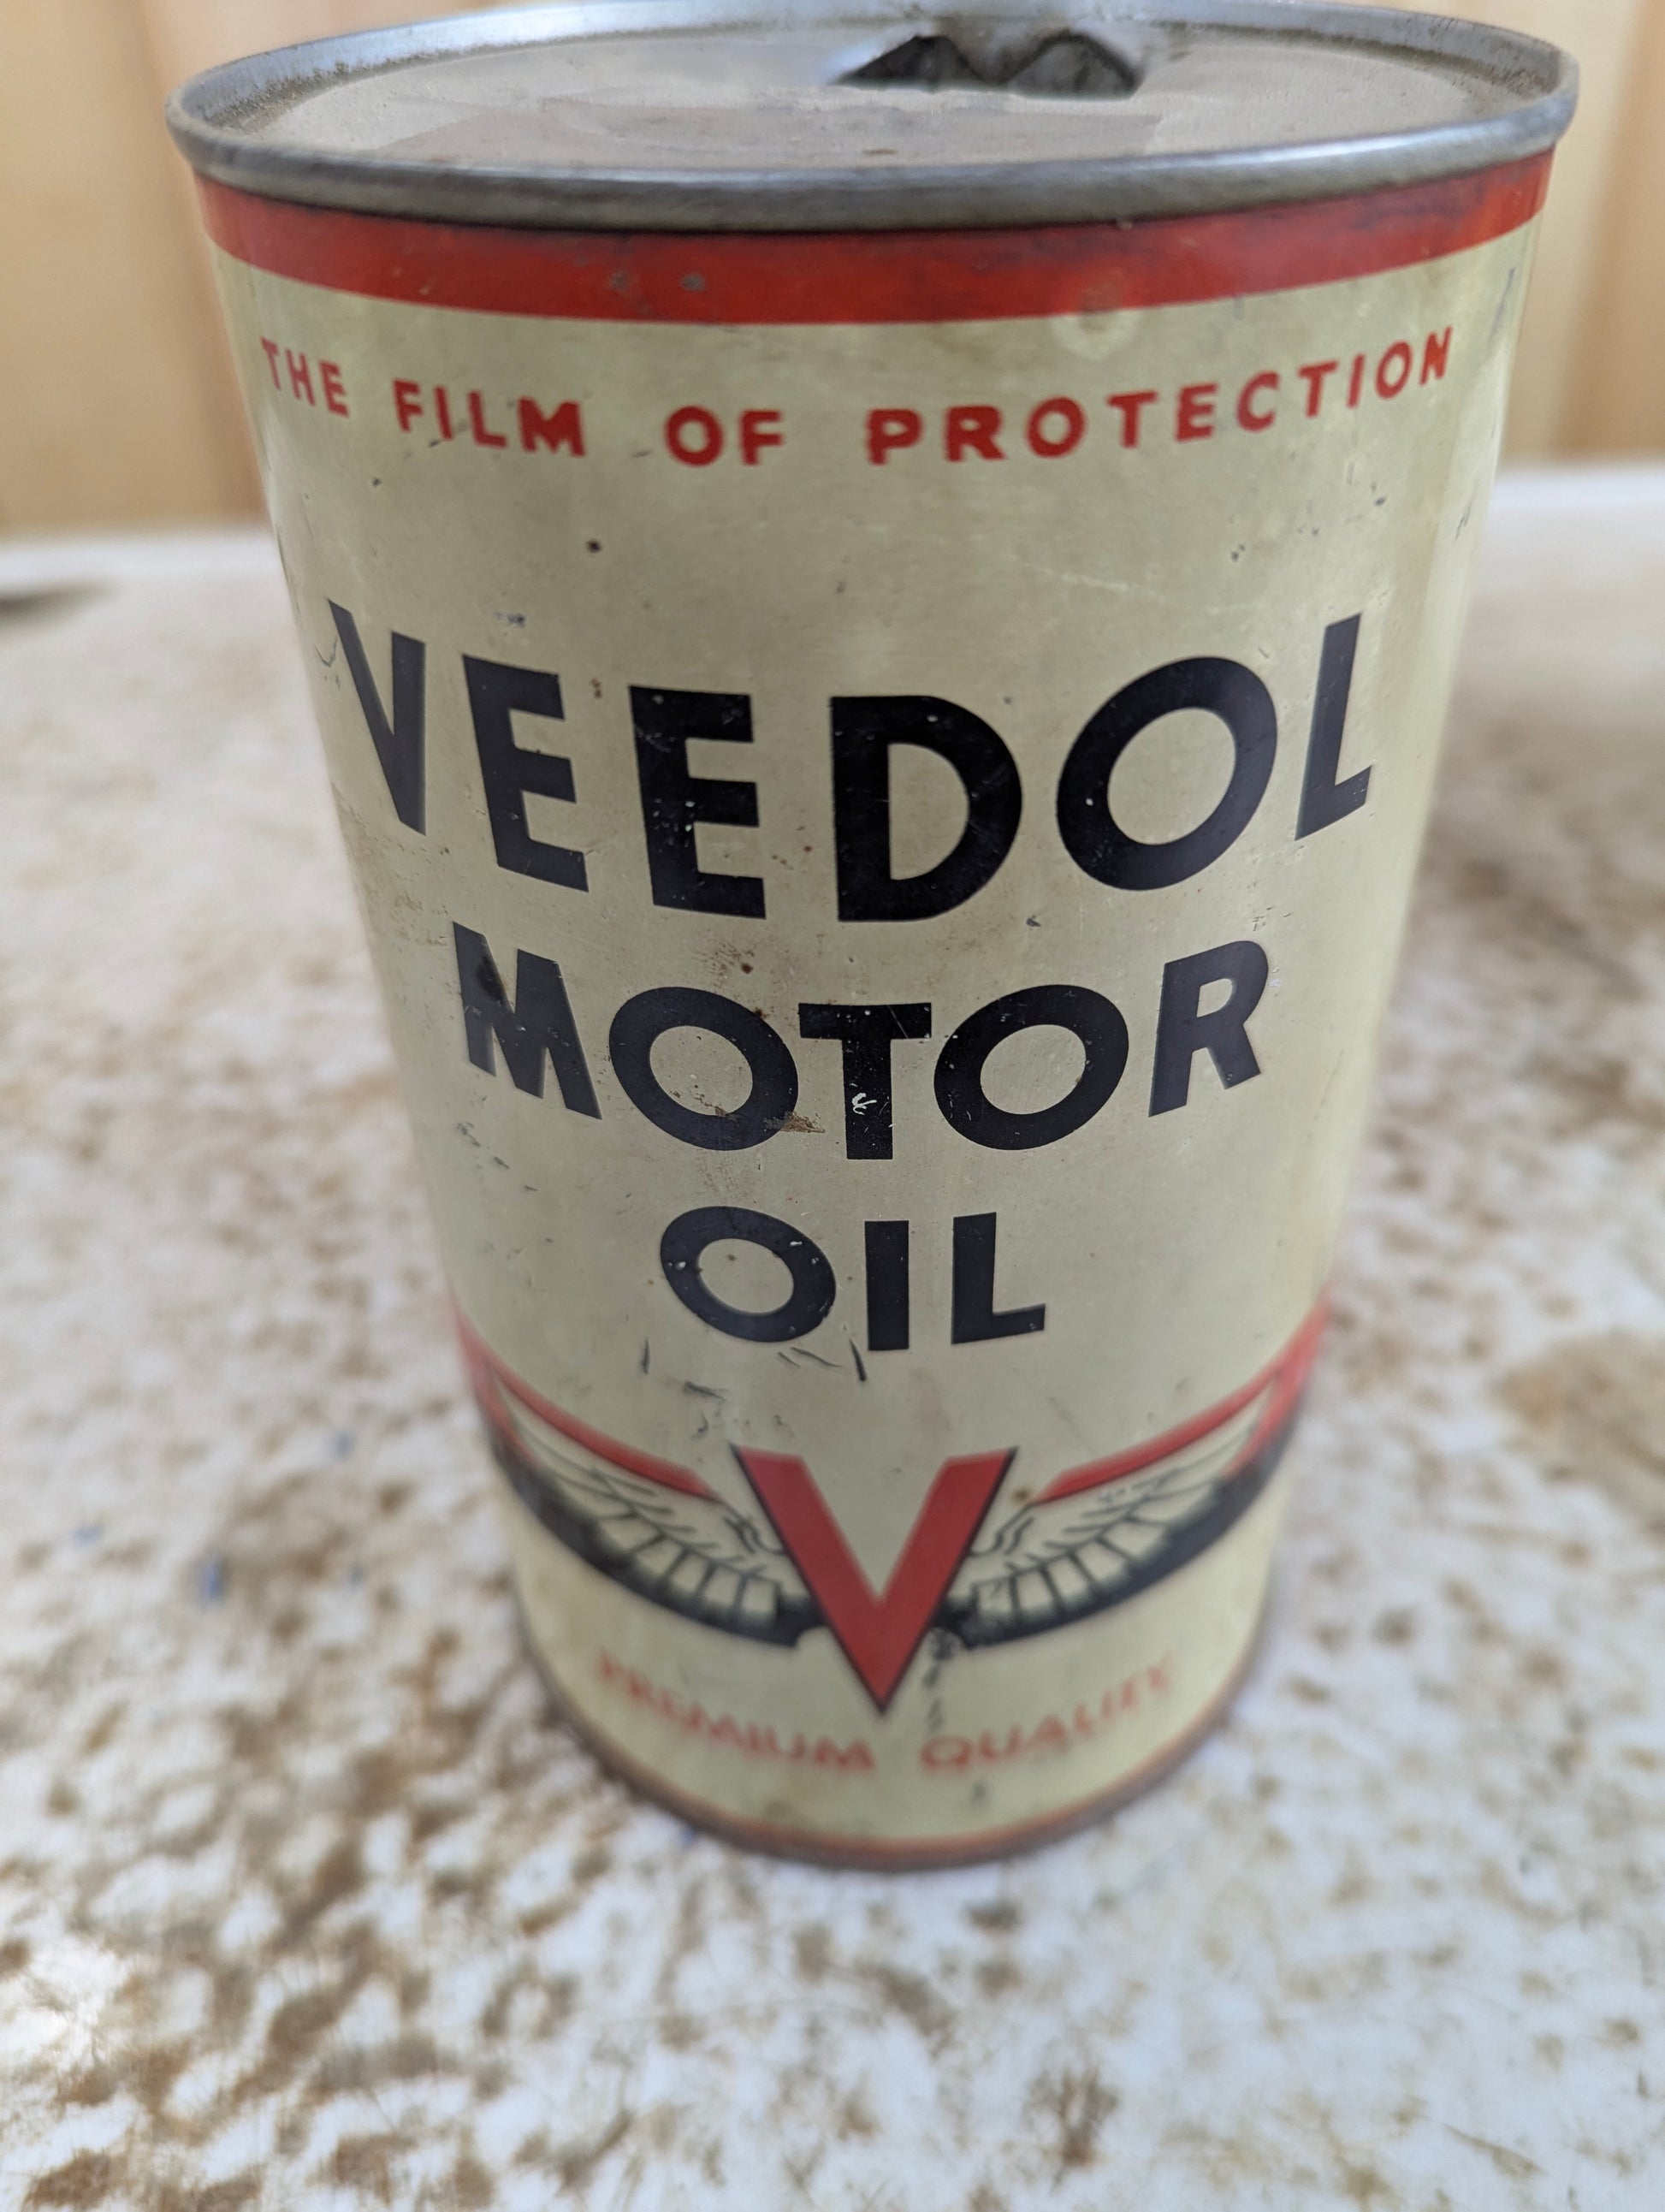 THE FILM OF PROTECTION
VEEDOL
MOTOR
OIL
V
PREMIUM QUALITY